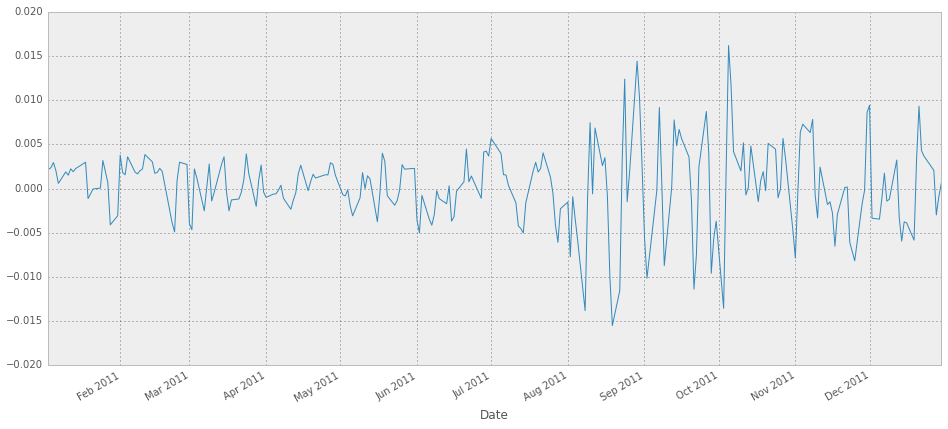 0.020
0.015
0.010
0.005
0.000
−0.005
−0.010
−0.015
−0.020
Feb 2011
Mar 2011
Apr 2011
May 2011
Jun 2011
Jul 2011
Aug 2011
Sep 2011
Oct 2011
Nov 2011
Dec 2011
Date